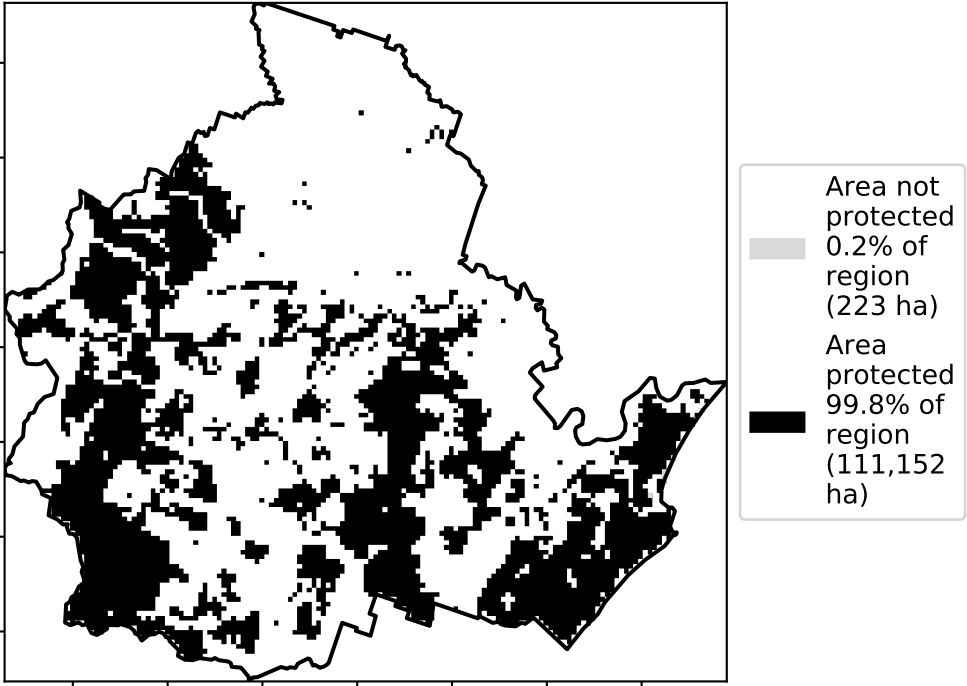 Area not
protected
0.2% of
region
(223 ha)
Area
protected
99.8% of
region
(111,152
ha)